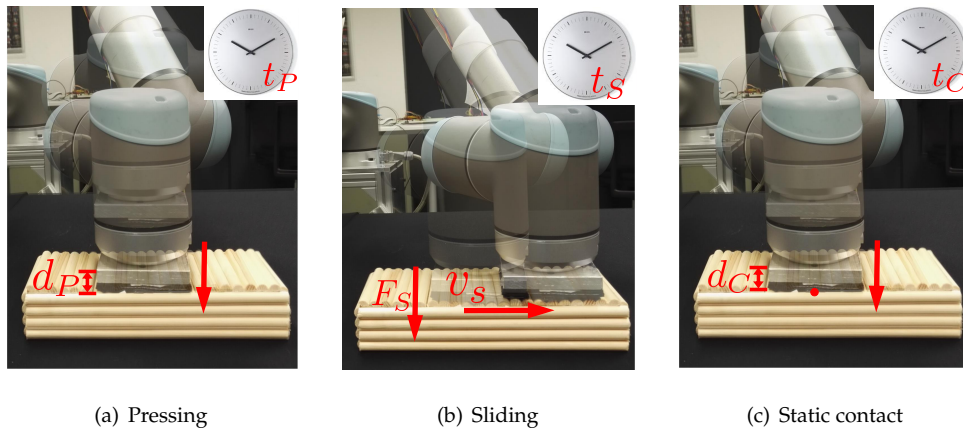 t_P
t_S
t_C
d_P
F_S
v_s
d_C
(a) Pressing
(b) Sliding
(c) Static contact